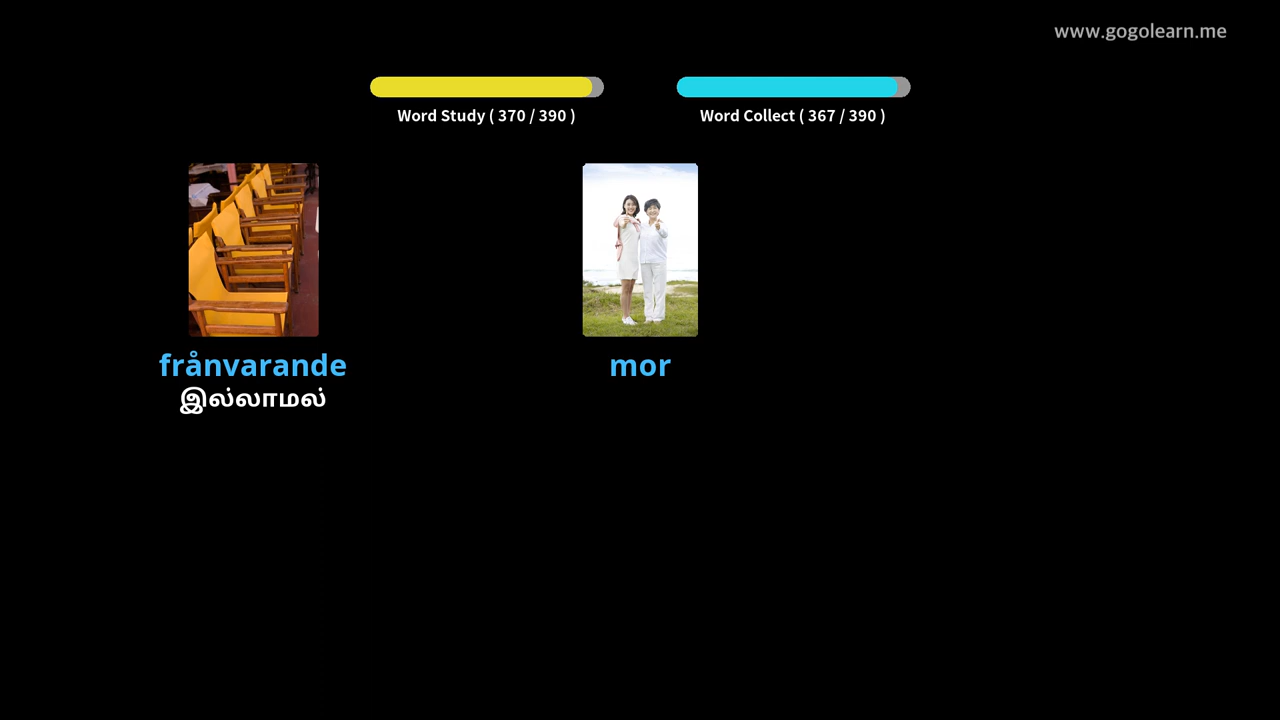 www.gogolearn.me
Word Study ( 370 / 390 )
Word Collect ( 367 / 390 )
frånvarande
இல்லாமல்
mor